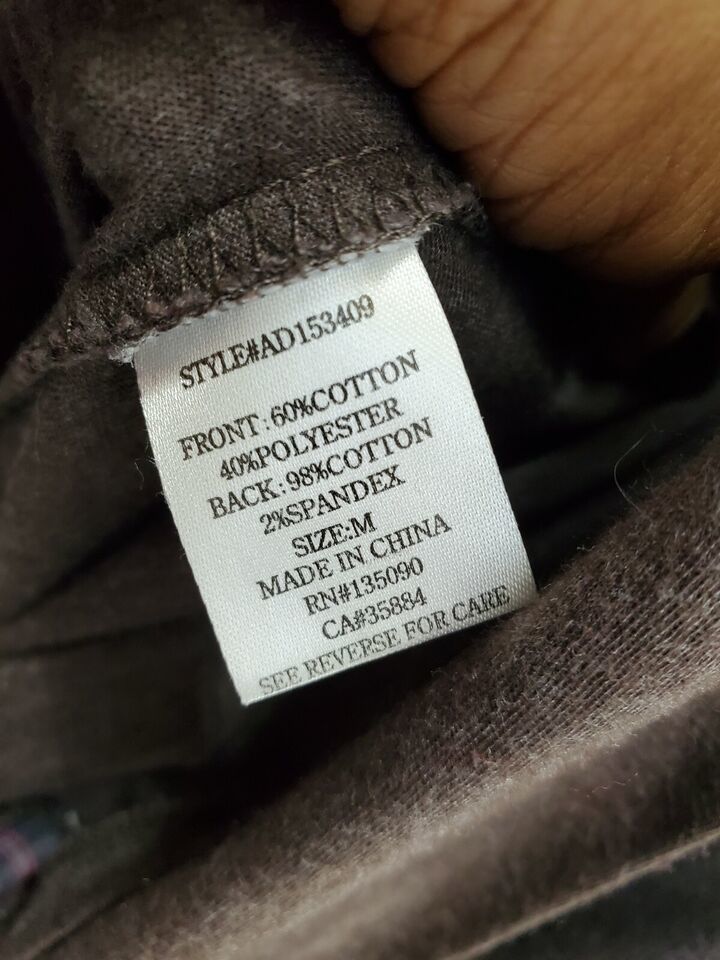 STYLE#AD153409
FRONT:60%COTTON
40%POLYESTER
BACK:98%COTTON
2%SPANDEX
SIZE:M
MADE IN CHINA
RN#135090
CA#35884
SEE REVERSE FOR CARE